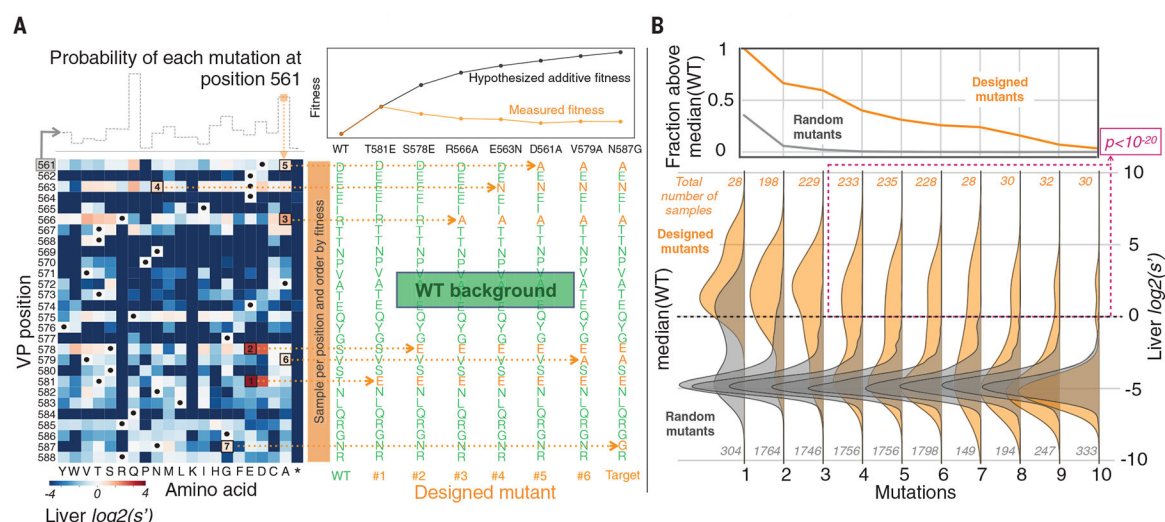 A
Probability of each mutation at
position 561
Fitness
Hypothesized additive fitness
Measured fitness
WT T581E S578E R566A E563N D561A V579A N587G
VP position
561
562
563
564
565
566
567
568
569
570
571
572
573
574
575
576
577
578
579
580
581
582
583
584
585
586
587
588
5
4
3
2
6
1
7
Y W V T S R Q P N M L K I H G F E D C A *
Amino acid
-4 0 4
Liver log2(s')
Sample per position and order by fitness
D D D D D A A A
E E E E E E E E
E E E E N N N N
E E E E E E E E
I I I I I I I I
R R R A A A A A
T T T T T T T T
T T T T T T T T
N N N N N N N N
P P P P P P P P
V V V V V V V V
A A A A A A A A
T T T T T T T T
E E E E E E E E
Q Q Q Q Q Q Q Q
Y Y Y Y Y Y Y Y
G G G G G G G G
S S E E E E E E
V V V V V V A A
S S S S S S S S
T E E E E E E E
N N N N N N N N
L L L L L L L L
Q Q Q Q Q Q Q Q
R R R R R R R R
G G G G G G G G
N N N N N N N G
R R R R R R R R
WT background
WT #1 #2 #3 #4 #5 #6 Target
Designed mutant
B
Fraction above
median(WT)
1
0.5
0
Designed
mutants
Random
mutants
p<10-20
Total
number of
samples
28 198 229 233 235 228 28 30 32 30
Designed
mutants
median(WT)
Random
mutants
10
5
0
-5
-10
Liver log2(s')
304 1764 1746 1756 1756 1798 149 194 247 333
1 2 3 4 5 6 7 8 9 10
Mutations